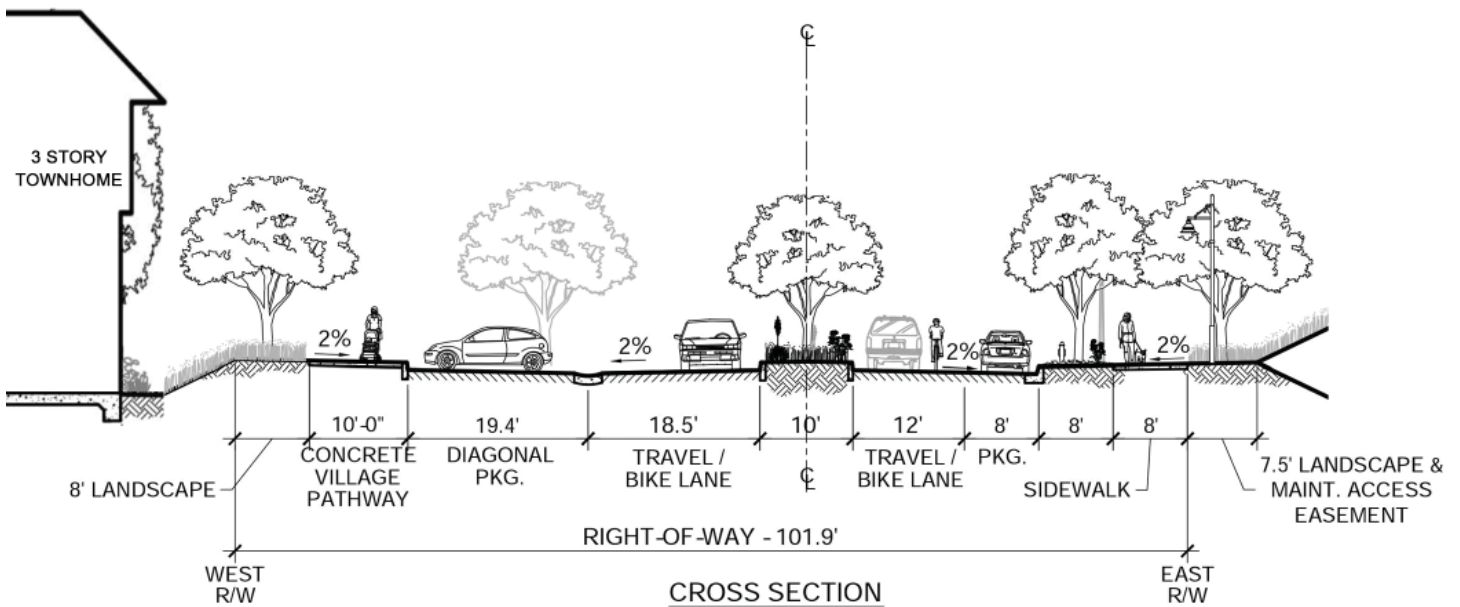 ℄
3 STORY
TOWNHOME
2%
2%
2%
2%
10'-0"
19.4'
18.5'
10'
12'
8'
8'
8'
CONCRETE
VILLAGE
PATHWAY
DIAGONAL
PKG.
TRAVEL /
BIKE LANE
℄
TRAVEL /
BIKE LANE
PKG.
8' LANDSCAPE
SIDEWALK
7.5' LANDSCAPE &
MAINT. ACCESS
EASEMENT
RIGHT-OF-WAY - 101.9'
WEST
R/W
EAST
R/W
CROSS SECTION